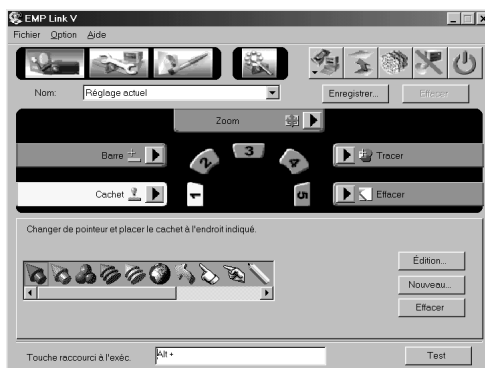 EMP Link V
Fichier Option Aide
Nom: Réglage actuel Enregistrer... Effacer
Zoom
Barre 2 3 4 Tracer
Cachet 1 5 Effacer
Changer de pointeur et placer le cachet à l'endroit indiqué.
Édition...
Nouveau...
Effacer
Touche raccourci à l'exéc. Alt + Test